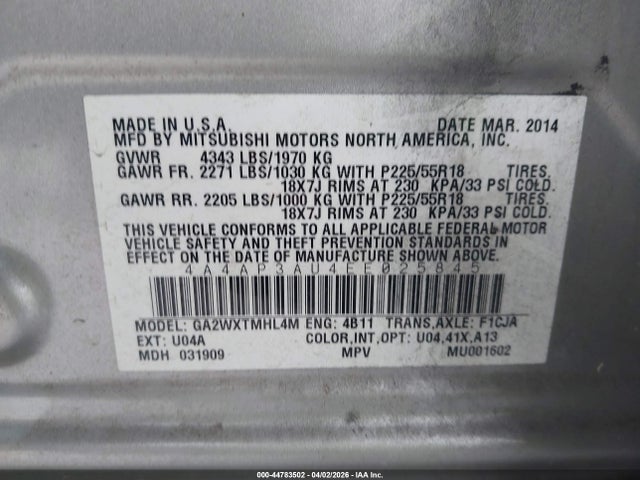 MADE IN U.S.A. DATE MAR. 2014
MFD BY MITSUBISHI MOTORS NORTH AMERICA, INC.
GVWR 4343 LBS/1970 KG
GAWR FR. 2271 LBS/1030 KG WITH P225/55R18 TIRES,
18X7J RIMS AT 230 KPA/33 PSI COLD.
GAWR RR. 2205 LBS/1000 KG WITH P225/55R18 TIRES,
18X7J RIMS AT 230 KPA/33 PSI COLD.
THIS VEHICLE CONFORMS TO ALL APPLICABLE FEDERAL MOTOR
VEHICLE SAFETY AND THEFT PREVENTION STANDARDS IN
EFFECT ON THE DATE OF MANUFACTURE SHOWN ABOVE.
4A4AP3AU4EE025845
MODEL: GA2WXTMHL4M ENG: 4B11 TRANS,AXLE: F1CJA
EXT: U04A COLOR,INT,OPT: U04,41X,A13
MDH 031909 MPV MU001602
000-44783502 - 04/02/2026 - IAA Inc.